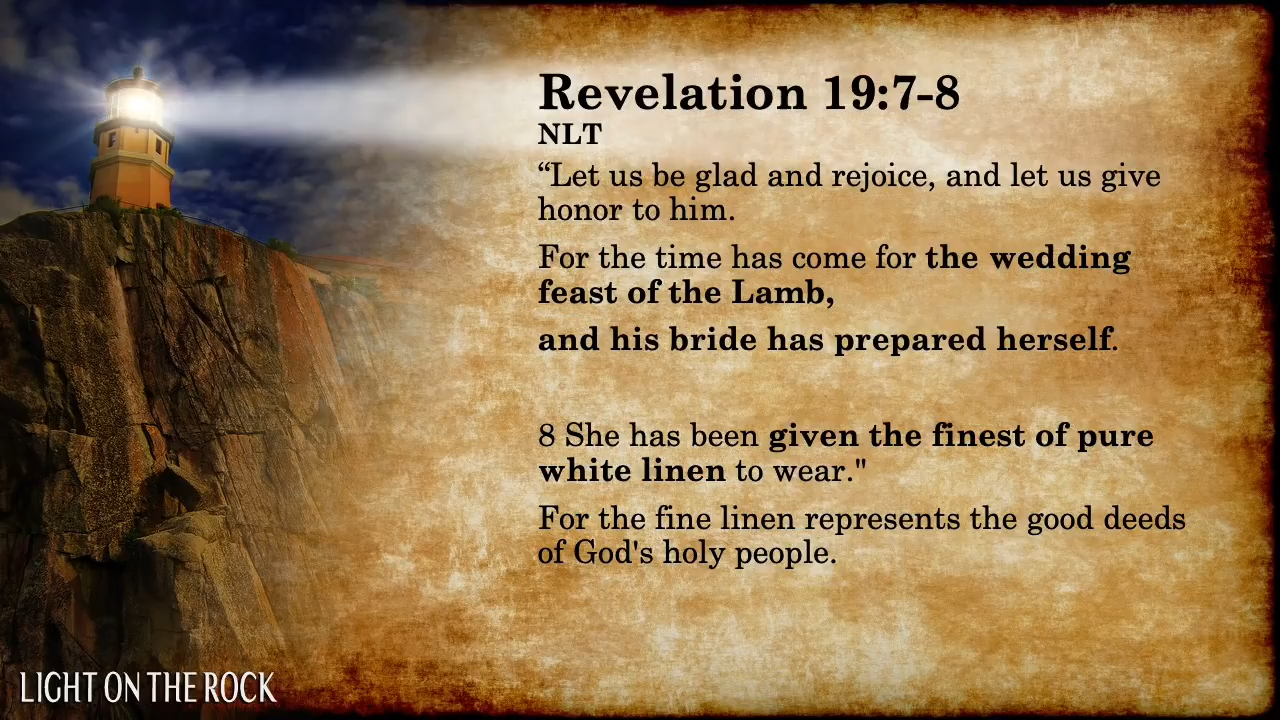 Revelation 19:7-8
NLT
“Let us be glad and rejoice, and let us give
honor to him.
For the time has come for the wedding
feast of the Lamb,
and his bride has prepared herself.
8 She has been given the finest of pure
white linen to wear."
For the fine linen represents the good deeds
of God's holy people.
LIGHT ON THE ROCK